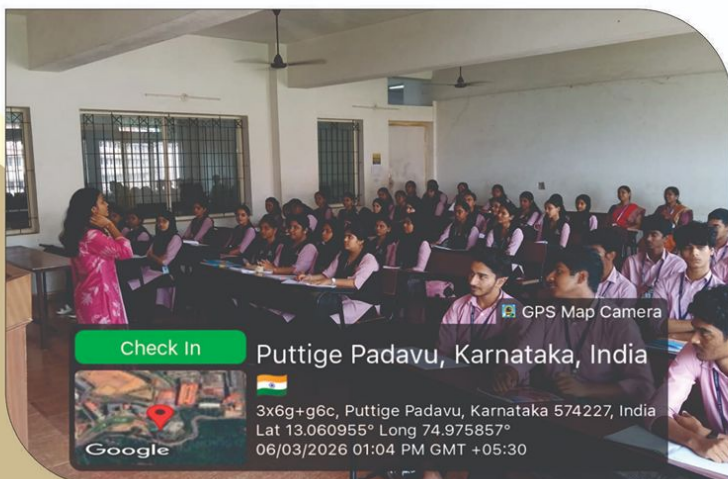 GPS Map Camera
Check In
Puttige Padavu, Karnataka, India
3x6g+g6c, Puttige Padavu, Karnataka 574227, India
Lat 13.060955° Long 74.975857°
06/03/2026 01:04 PM GMT +05:30
Google